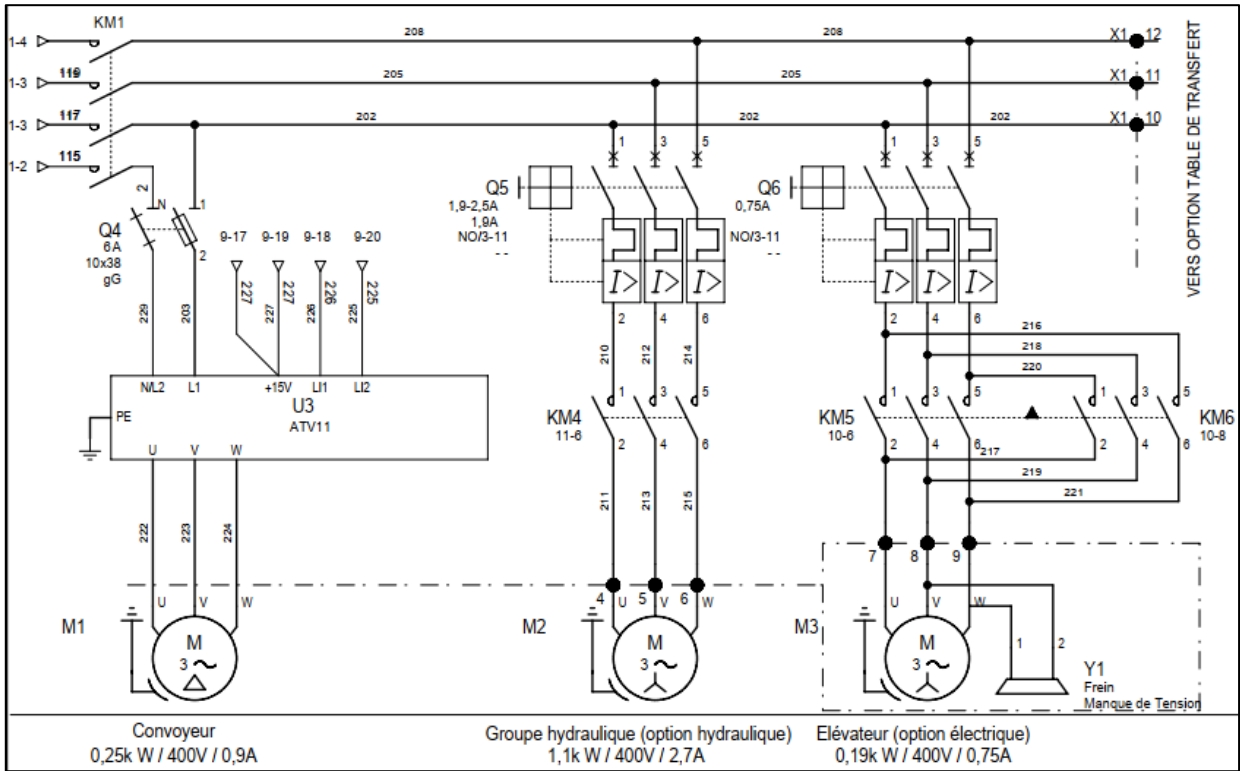 KM1
1-4 208 208 X1 12
1-3 119 205 205 X1 11
1-3 117 202 202 202 X1 10
1-2 115
VERS OPTION TABLE DE TRANSFERT
1 3 5 1 3 5
2 N 1
Q4
6A
10x38
gG
2
9-17 9-19 9-18 9-20
227 227 226 225
229 203 227 226 225
Q5
1,9-2,5A
1,9A
NO/3-11
- -
I> I> I>
2 4 6
Q6
0,75A
NO/3-11
- -
I> I> I>
2 4 6
210 212 214
216
218
220
N/L2 L1 +15V LI1 LI2
PE
U3
ATV11
U V W
KM4
11-6
1 3 5
2 4 6
KM5
10-6
1 3 5
2 4 6
1 3 5
2 4 6
KM6
10-8
217
219
221
222 223 224
211 213 215
7 8 9
4 5 6
M1
U V W
M
3
M2
U V W
M
3
M3
U V W
M
3
1 2
Y1
Frein
Manque de Tension
Convoyeur
0,25k W / 400V / 0,9A
Groupe hydraulique (option hydraulique)
1,1k W / 400V / 2,7A
Elévateur (option électrique)
0,19k W / 400V / 0,75A